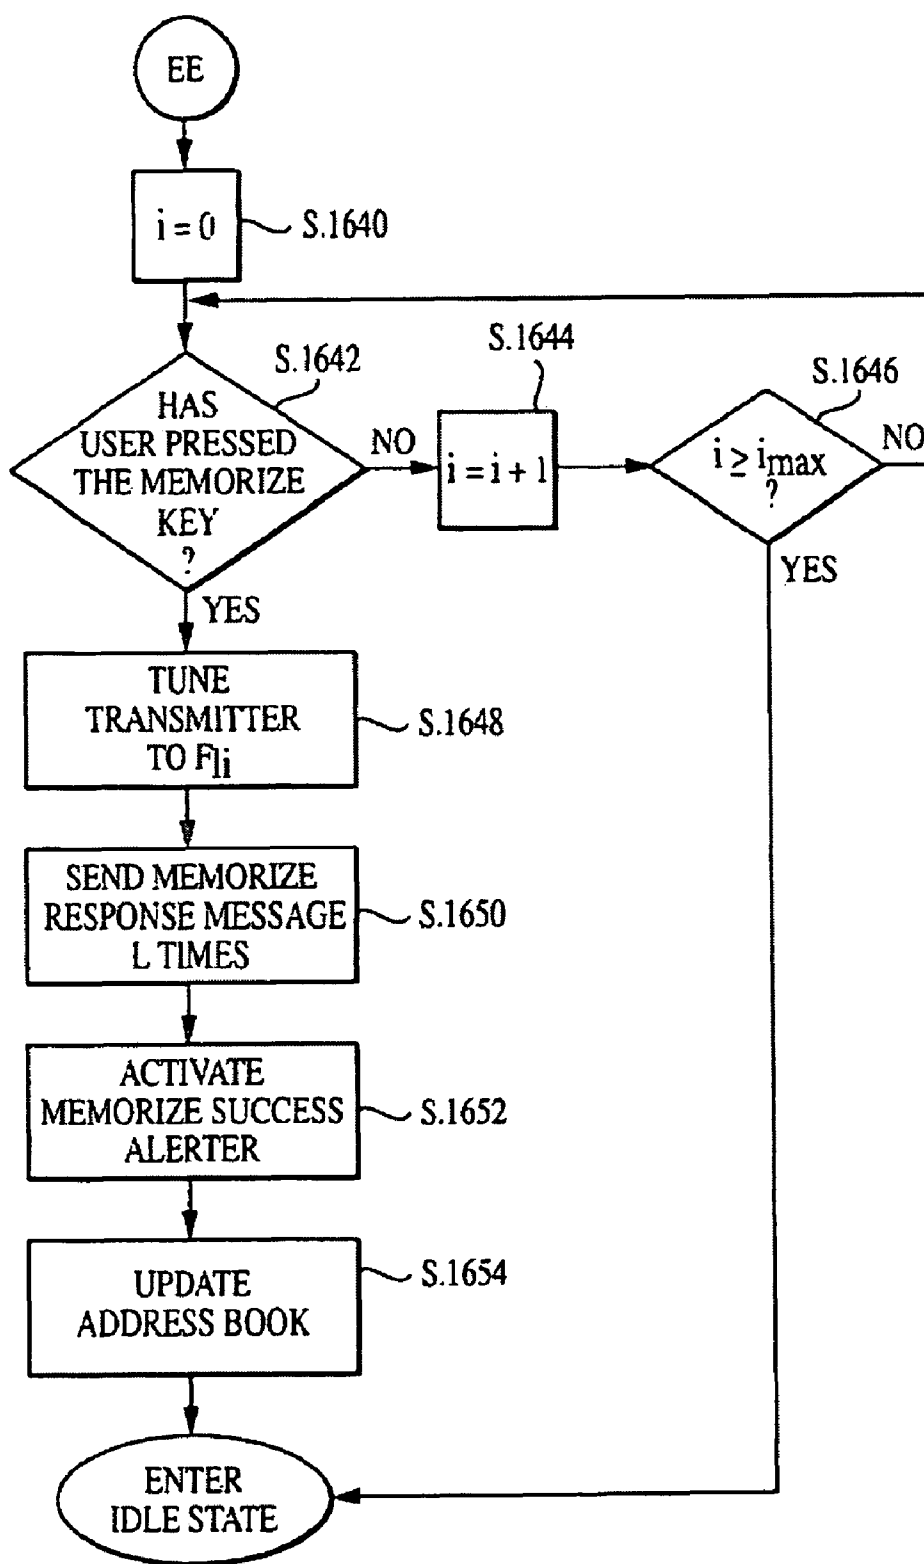 EE
i = 0
S.1640
S.1642
HAS
USER PRESSED
THE MEMORIZE
KEY
?
NO
S.1644
i = i + 1
S.1646
i ≥ imax
?
NO
YES
YES
TUNE
TRANSMITTER
TO Fli
S.1648
SEND MEMORIZE
RESPONSE MESSAGE
L TIMES
S.1650
ACTIVATE
MEMORIZE SUCCESS
ALERTER
S.1652
UPDATE
ADDRESS BOOK
S.1654
ENTER
IDLE STATE